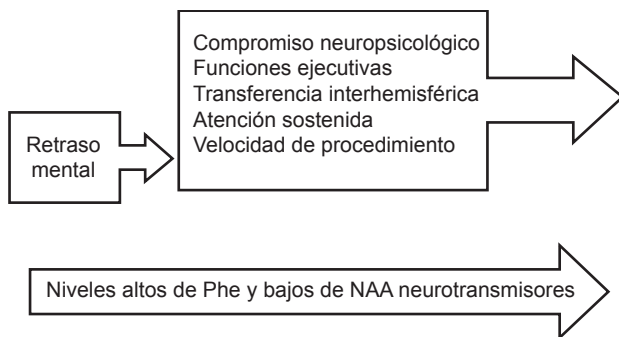 Compromiso neuropsicológico
Funciones ejecutivas
Transferencia interhemisférica
Atención sostenida
Velocidad de procedimiento
Retraso
mental
Niveles altos de Phe y bajos de NAA neurotransmisores